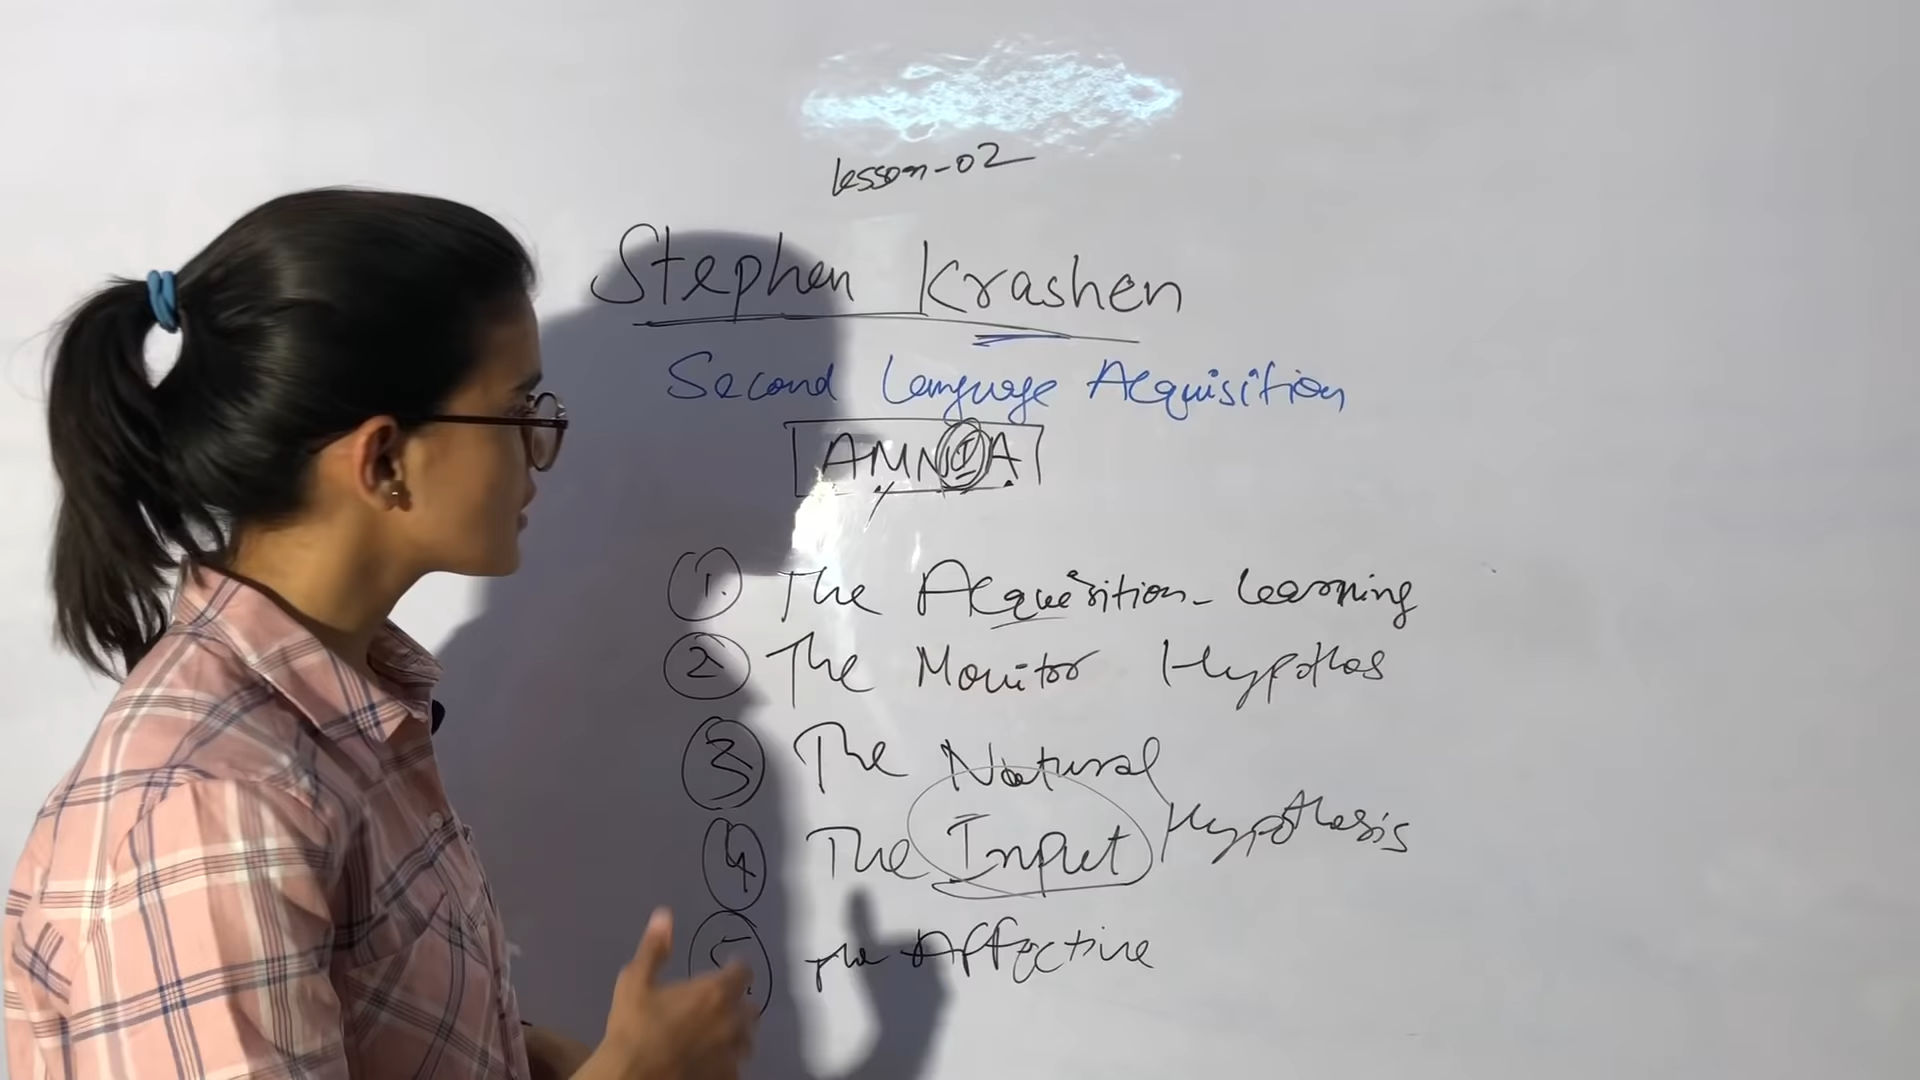 Lesson-02
Stephen Krashen
Second Language Acquisition
AMNIA
1. The Acquisition-Learning
2 The Monitor Hypothes
3 The Natural
4 The Input Hypothesis
5. The Affective